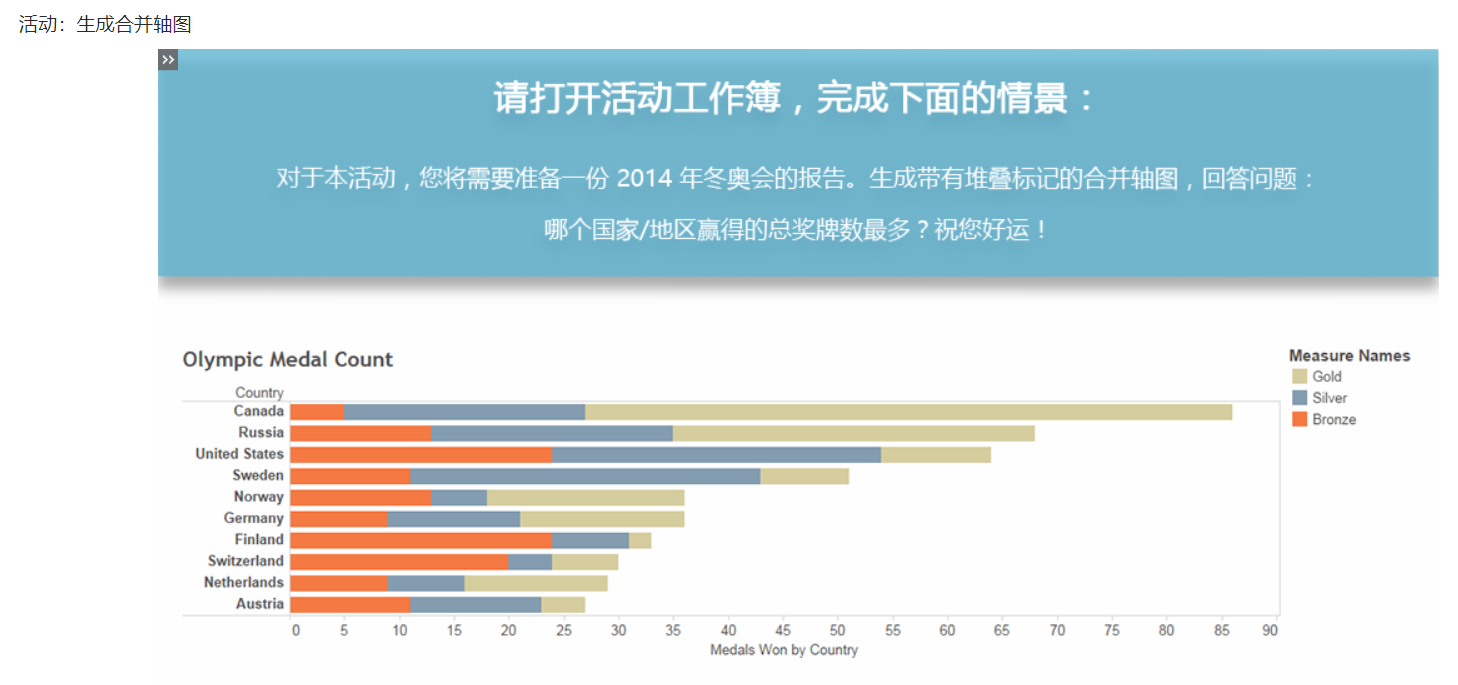 活动：生成合并轴图
请打开活动工作簿，完成下面的情景：
对于本活动，您将需要准备一份 2014 年冬奥会的报告。生成带有堆叠标记的合并轴图，回答问题：
哪个国家/地区赢得的总奖牌数最多？祝您好运！
Olympic Medal Count
Measure Names
Gold
Silver
Bronze
Country
Canada
Russia
United States
Sweden
Norway
Germany
Finland
Switzerland
Netherlands
Austria
0 5 10 15 20 25 30 35 40 45 50 55 60 65 70 75 80 85 90
Medals Won by Country